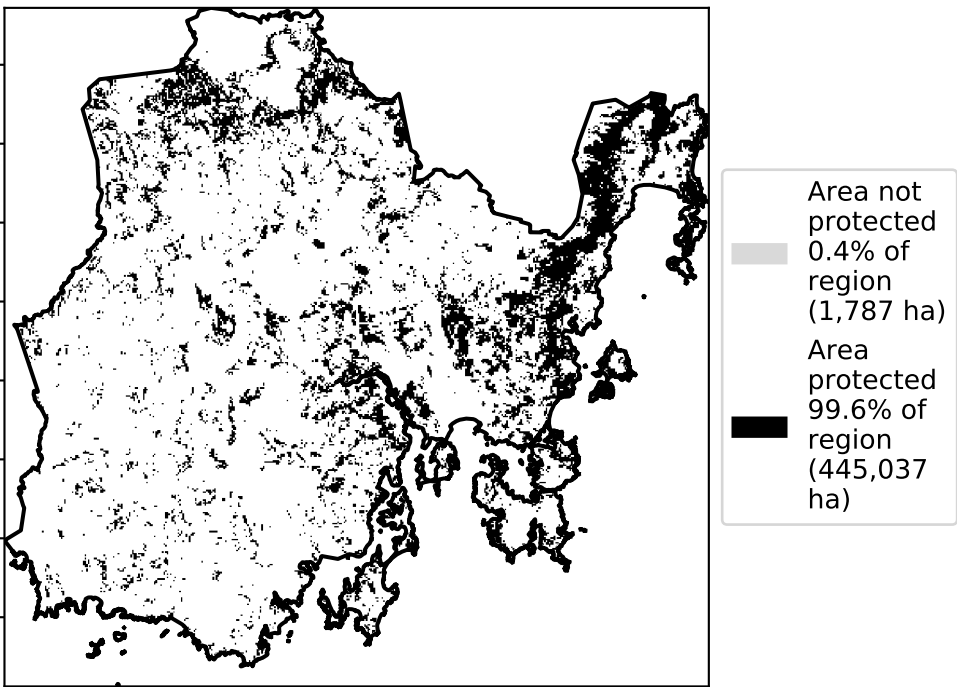 Area not
protected
0.4% of
region
(1,787 ha)
Area
protected
99.6% of
region
(445,037
ha)